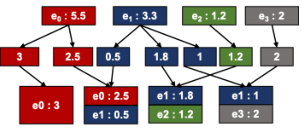 e₀ : 5.5 e₁ : 3.3 e₂ : 1.2 e₃ : 2
3 2.5 0.5 1.8 1 1.2 2
e0 : 3 e0 : 2.5 e1 : 1.8 e1 : 1
e1 : 0.5 e2 : 1.2 e3 : 2